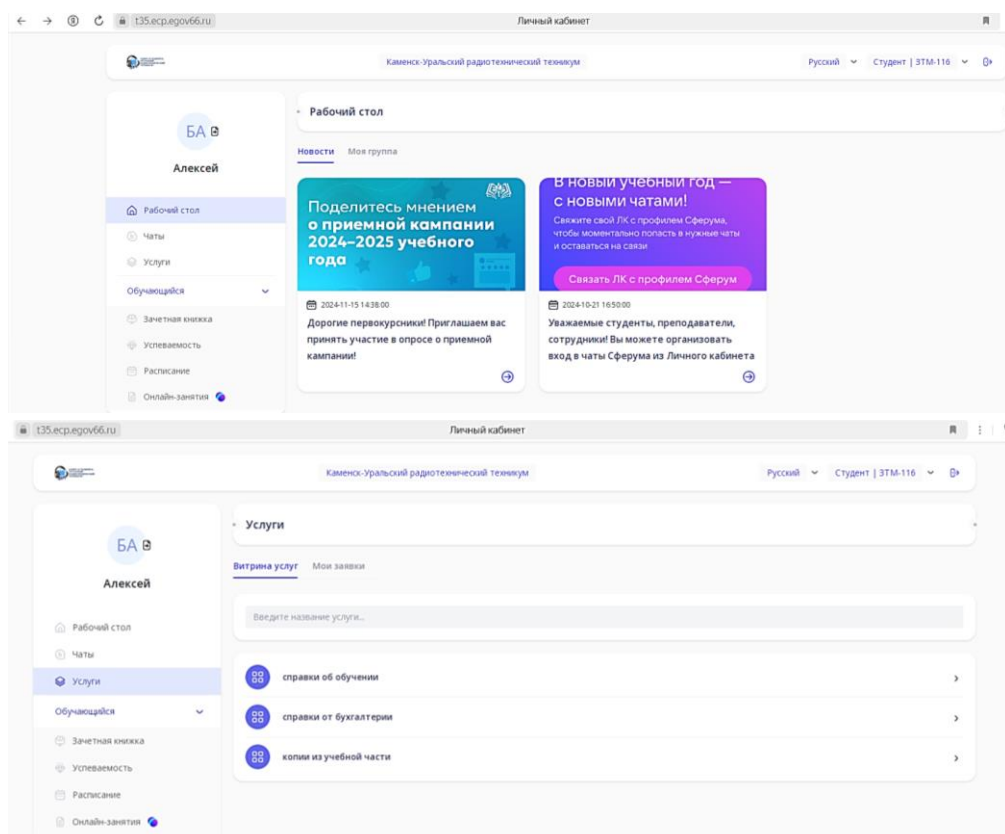 t35.ecp.egov66.ru
Личный кабинет
Каменск-Уральский радиотехнический техникум
Русский
Студент | ЗТМ-116
БА
Алексей
Рабочий стол
Чаты
Услуги
Обучающийся
Зачетная книжка
Успеваемость
Расписание
Онлайн-занятия
Рабочий стол
Новости
Моя группа
Поделитесь мнением
о приемной кампании
2024–2025 учебного
года
2024-11-15 14:38:00
Дорогие первокурсники! Приглашаем вас
принять участие в опросе о приемной
кампании!
В новый учебный год —
с новыми чатами!
Свяжите свой ЛК с профилем Сферума,
чтобы моментально попасть в нужные чаты
и оставаться на связи
Связать ЛК с профилем Сферум
2024-10-21 16:50:00
Уважаемые студенты, преподаватели,
сотрудники! Вы можете организовать
вход в чаты Сферума из Личного кабинета
t35.ecp.egov66.ru
Личный кабинет
Каменск-Уральский радиотехнический техникум
Русский
Студент | ЗТМ-116
БА
Алексей
Рабочий стол
Чаты
Услуги
Обучающийся
Зачетная книжка
Успеваемость
Расписание
Онлайн-занятия
Услуги
Витрина услуг
Мои заявки
Введите название услуги...
справки об обучении
справки от бухгалтерии
копии из учебной части